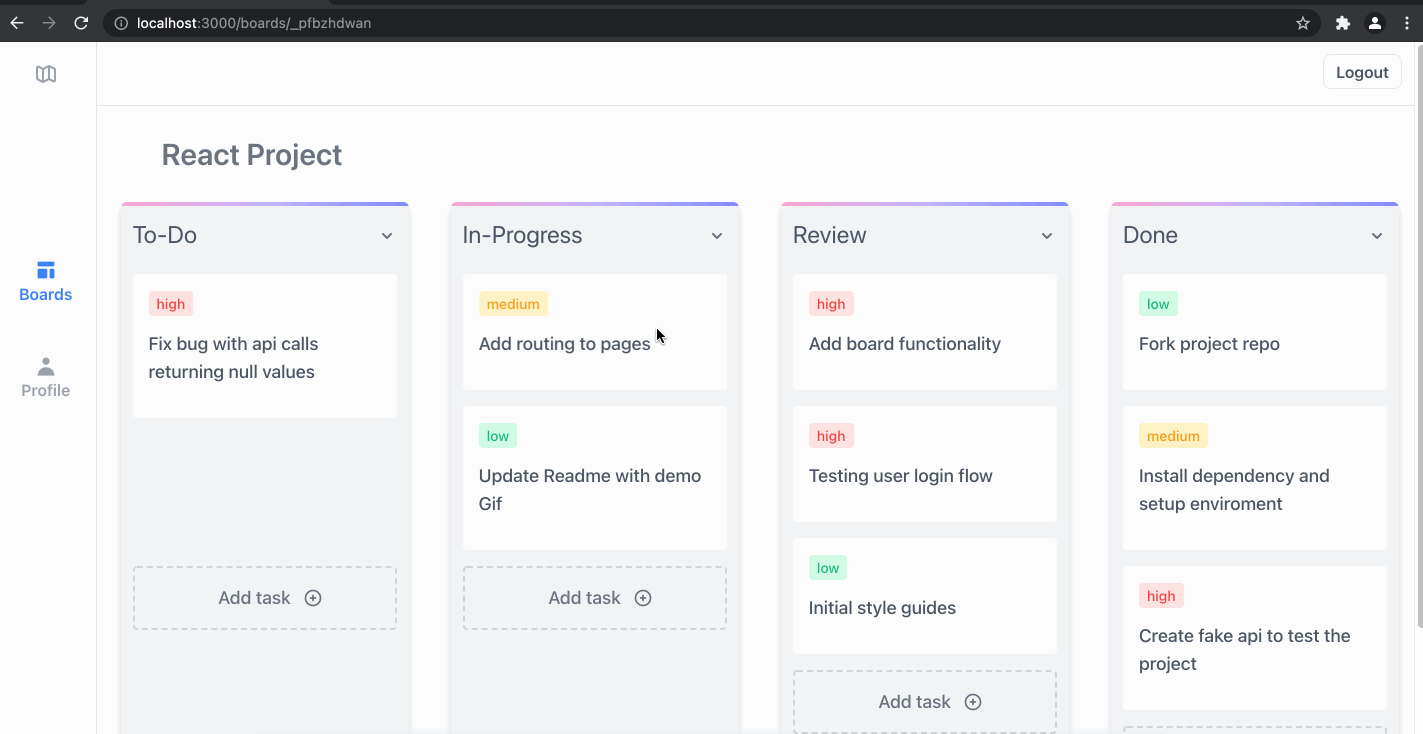 localhost:3000/boards/_pfbzhdwan
Logout
Boards
Profile
React Project
To-Do
high
Fix bug with api calls
returning null values
Add task
In-Progress
medium
Add routing to pages
low
Update Readme with demo
Gif
Add task
Review
high
Add board functionality
high
Testing user login flow
low
Initial style guides
Add task
Done
low
Fork project repo
medium
Install dependency and
setup enviroment
high
Create fake api to test the
project